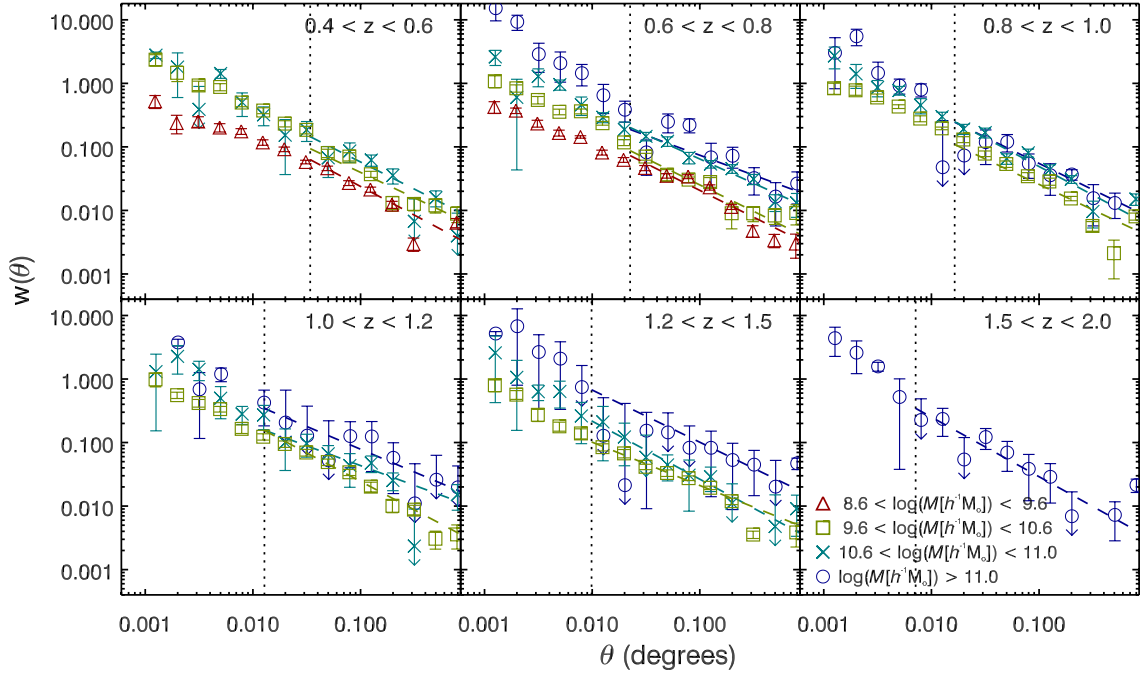 0.4 < z < 0.6
0.6 < z < 0.8
0.8 < z < 1.0
10.000
1.000
0.100
0.010
0.001
w(θ)
1.0 < z < 1.2
1.2 < z < 1.5
1.5 < z < 2.0
10.000
1.000
0.100
0.010
0.001
8.6 < log(M[h⁻¹M☉]) < 9.6
9.6 < log(M[h⁻¹M☉]) < 10.6
10.6 < log(M[h⁻¹M☉]) < 11.0
log(M[h⁻¹M☉]) > 11.0
0.001 0.010 0.100 0.001 0.010 0.100 0.001 0.010 0.100
θ (degrees)